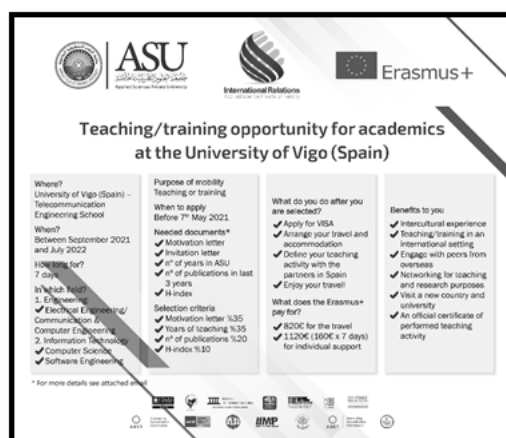 ASU
Applied Sciences Private University
International Relations
Erasmus+
Teaching/training opportunity for academics
at the University of Vigo (Spain)
Where?
University of Vigo (Spain) –
Telecommunication
Engineering School
When?
Between September 2021
and July 2022
How long for?
7 days
In which field?
1. Engineering:
✓Electrical Engineering/
Communication &
Computer Engineering
2. Information Technology
✓Computer Science
✓Software Engineering
Purpose of mobility
Teaching or training
When to apply
Before 7th May 2021
Needed documents*
✓Motivation letter
✓Invitation letter
✓n° of years in ASU
✓n° of publications in last
3 years
✓H-index
Selection criteria
✓Motivation letter %35
✓Years of teaching %35
✓n° of publications %20
✓H-index %10
What do you do after you
are selected?
✓Apply for VISA
✓Arrange your travel and
accommodation
✓Define your teaching
activity with the
partners in Spain
✓Enjoy your travel!
What does the Erasmus+
pay for?
✓820€ for the travel
✓1120€ (160€ x 7 days)
for individual support
Benefits to you
✓Intercultural experience
✓Teaching/training in an
international setting
✓Engage with peers from
overseas
✓Networking for teaching
and research purposes
✓Visit a new country and
university
✓An official certificate of
performed teaching
activity
* For more details see attached email